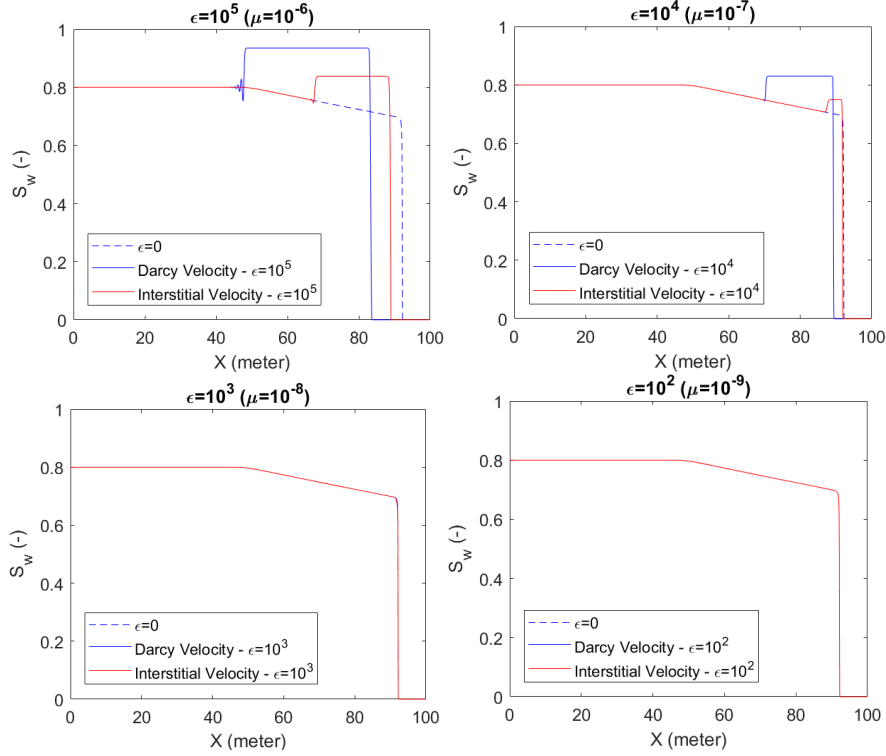 ϵ=10⁵ (μ=10⁻⁶)
1
0.8
0.6
0.4
0.2
0
S_w (-)
ϵ=0
Darcy Velocity - ϵ=10⁵
Interstitial Velocity - ϵ=10⁵
0 20 40 60 80 100
X (meter)
ϵ=10⁴ (μ=10⁻⁷)
1
0.8
0.6
0.4
0.2
0
S_w (-)
ϵ=0
Darcy Velocity - ϵ=10⁴
Interstitial Velocity - ϵ=10⁴
0 20 40 60 80 100
X (meter)
ϵ=10³ (μ=10⁻⁸)
1
0.8
0.6
0.4
0.2
0
S_w (-)
ϵ=0
Darcy Velocity - ϵ=10³
Interstitial Velocity - ϵ=10³
0 20 40 60 80 100
X (meter)
ϵ=10² (μ=10⁻⁹)
1
0.8
0.6
0.4
0.2
0
S_w (-)
ϵ=0
Darcy Velocity - ϵ=10²
Interstitial Velocity - ϵ=10²
0 20 40 60 80 100
X (meter)